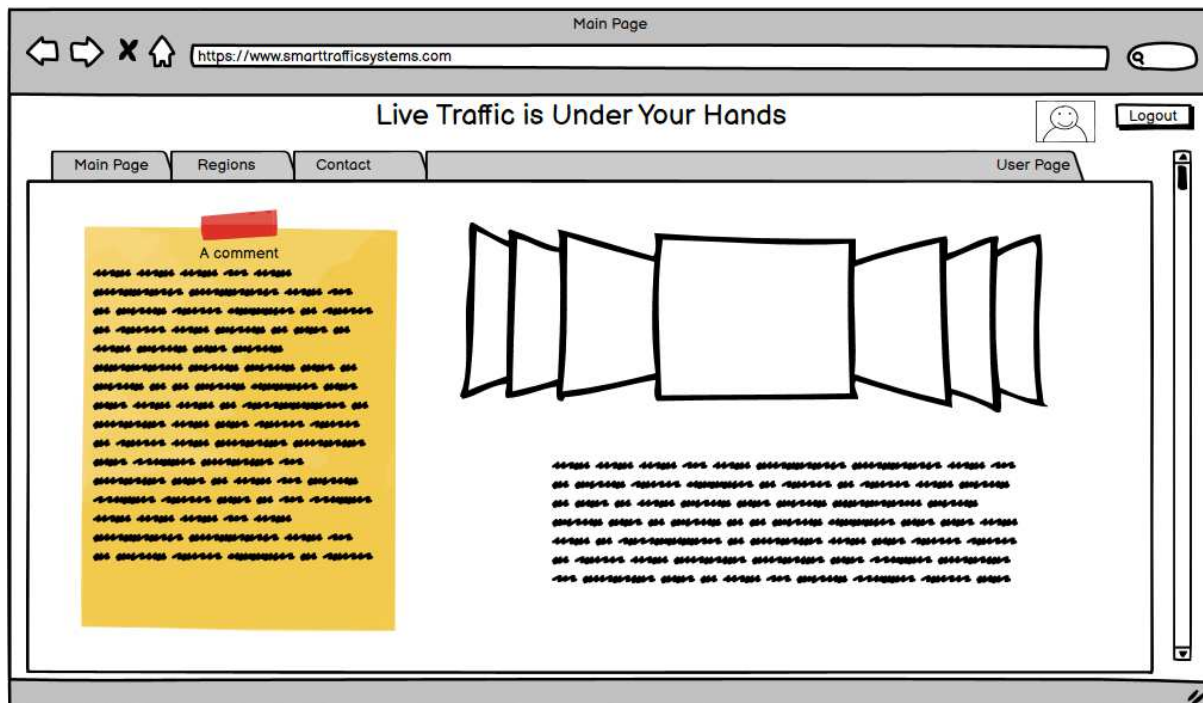 Main Page
https://www.smarttrafficsystems.com
Live Traffic is Under Your Hands
Logout
Main Page Regions Contact User Page
A comment